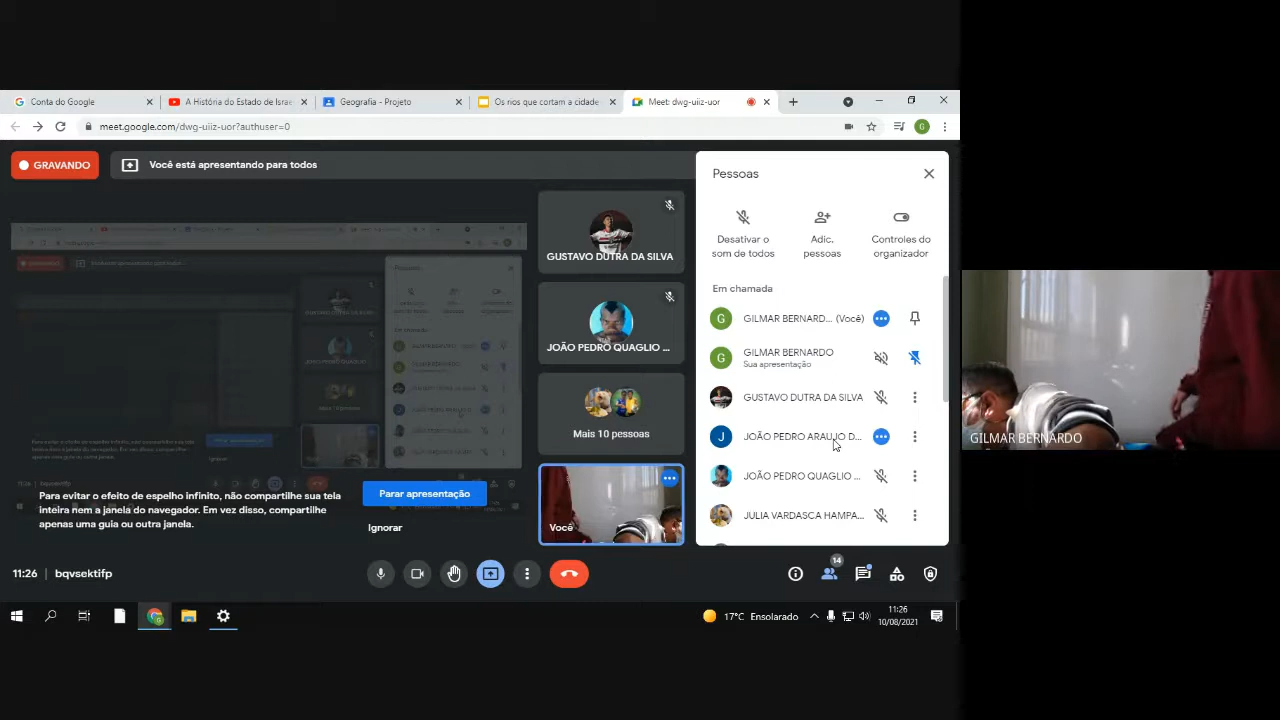 Conta do Google
A História do Estado de Israe
Geografia - Projeto
Os rios que cortam a cidade
Meet: dwg-uiiz-uor
meet.google.com/dwg-uiiz-uor?authuser=0
G
GRAVANDO
Você está apresentando para todos
GUSTAVO DUTRA DA SILVA
JOÃO PEDRO QUAGLIO ...
Mais 10 pessoas
Você
Para evitar o efeito de espelho infinito, não compartilhe sua tela
inteira nem a janela do navegador. Em vez disso, compartilhe
apenas uma guia ou outra janela.
Parar apresentação
Ignorar
Pessoas
Desativar o
som de todos
Adic.
pessoas
Controles do
organizador
Em chamada
G GILMAR BERNARD... (Você)
G GILMAR BERNARDO
Sua apresentação
GUSTAVO DUTRA DA SILVA
J JOÃO PEDRO ARAUJO D...
JOÃO PEDRO QUAGLIO ...
JULIA VARDASCA HAMPA...
GILMAR BERNARDO
11:26 | bqvsektifp
14
17°C Ensolarado
11:26
10/08/2021